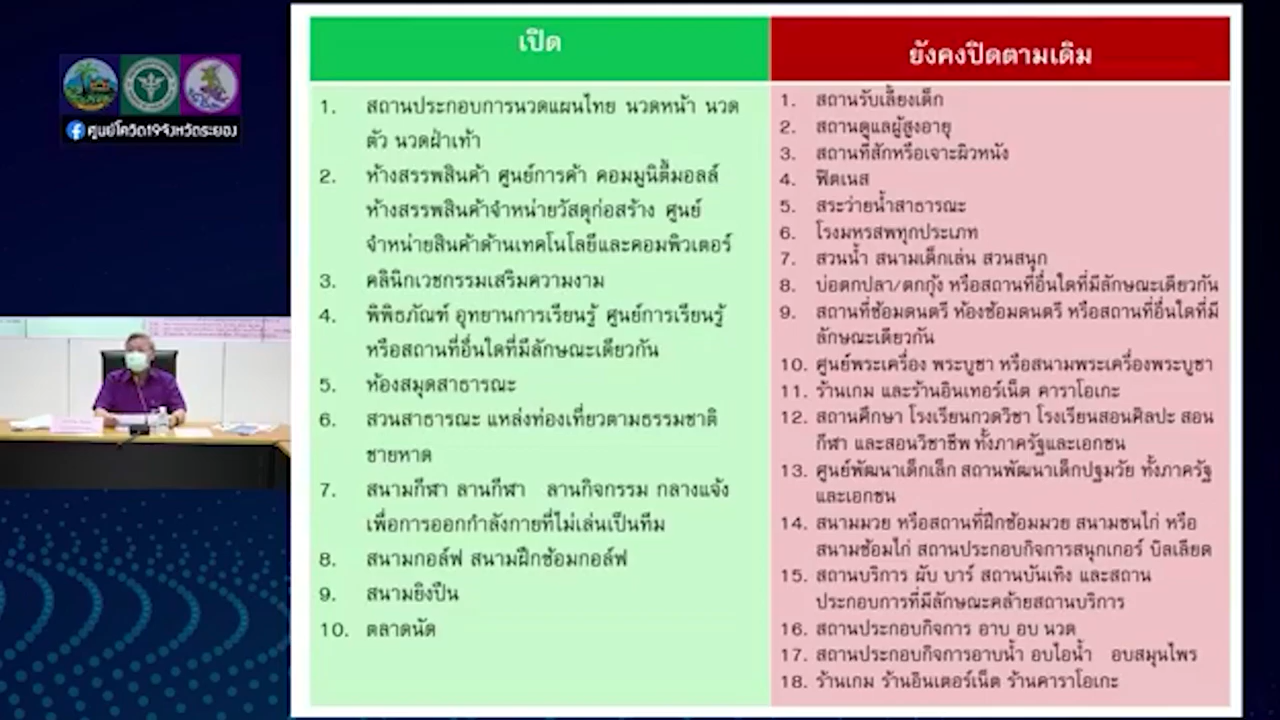 ศูนย์โควิด19จังหวัดระยอง
เปิด
1. สถานประกอบการนวดแผนไทย นวดหน้า นวด
ตัว นวดฝ่าเท้า
2. ห้างสรรพสินค้า ศูนย์การค้า คอมมูนิตี้มอลล์
ห้างสรรพสินค้าจำหน่ายวัสดุก่อสร้าง ศูนย์
จำหน่ายสินค้าด้านเทคโนโลยีและคอมพิวเตอร์
3. คลินิกเวชกรรมเสริมความงาม
4. พิพิธภัณฑ์ อุทยานการเรียนรู้ ศูนย์การเรียนรู้
หรือสถานที่อื่นใดที่มีลักษณะเดียวกัน
5. ห้องสมุดสาธารณะ
6. สวนสาธารณะ แหล่งท่องเที่ยวตามธรรมชาติ
ชายหาด
7. สนามกีฬา ลานกีฬา ลานกิจกรรม กลางแจ้ง
เพื่อการออกกำลังกายที่ไม่เล่นเป็นทีม
8. สนามกอล์ฟ สนามฝึกซ้อมกอล์ฟ
9. สนามยิงปืน
10. ตลาดนัด
ยังคงปิดตามเดิม
1. สถานรับเลี้ยงเด็ก
2. สถานดูแลผู้สูงอายุ
3. สถานที่สักหรือเจาะผิวหนัง
4. ฟิตเนส
5. สระว่ายน้ำสาธารณะ
6. โรงมหรสพทุกประเภท
7. สวนน้ำ สนามเด็กเล่น สวนสนุก
8. บ่อตกปลา/ตกกุ้ง หรือสถานที่อื่นใดที่มีลักษณะเดียวกัน
9. สถานที่ซ้อมดนตรี ห้องซ้อมดนตรี หรือสถานที่อื่นใดที่มี
ลักษณะเดียวกัน
10. ศูนย์พระเครื่อง พระบูชา หรือสนามพระเครื่องพระบูชา
11. ร้านเกม และร้านอินเทอร์เน็ต คาราโอเกะ
12. สถานศึกษา โรงเรียนกวดวิชา โรงเรียนสอนศิลปะ สอน
กีฬา และสอนวิชาชีพ ทั้งภาครัฐและเอกชน
13. ศูนย์พัฒนาเด็กเล็ก สถานพัฒนาเด็กปฐมวัย ทั้งภาครัฐ
และเอกชน
14. สนามมวย หรือสถานที่ฝึกซ้อมมวย สนามชนไก่ หรือ
สนามซ้อมไก่ สถานประกอบกิจการสนุกเกอร์ บิลเลียด
15. สถานบริการ ผับ บาร์ สถานบันเทิง และสถาน
ประกอบการที่มีลักษณะคล้ายสถานบริการ
16. สถานประกอบกิจการ อาบ อบ นวด
17. สถานประกอบกิจการอาบน้ำ อบไอน้ำ อบสมุนไพร
18. ร้านเกม ร้านอินเตอร์เน็ต ร้านคาราโอเกะ